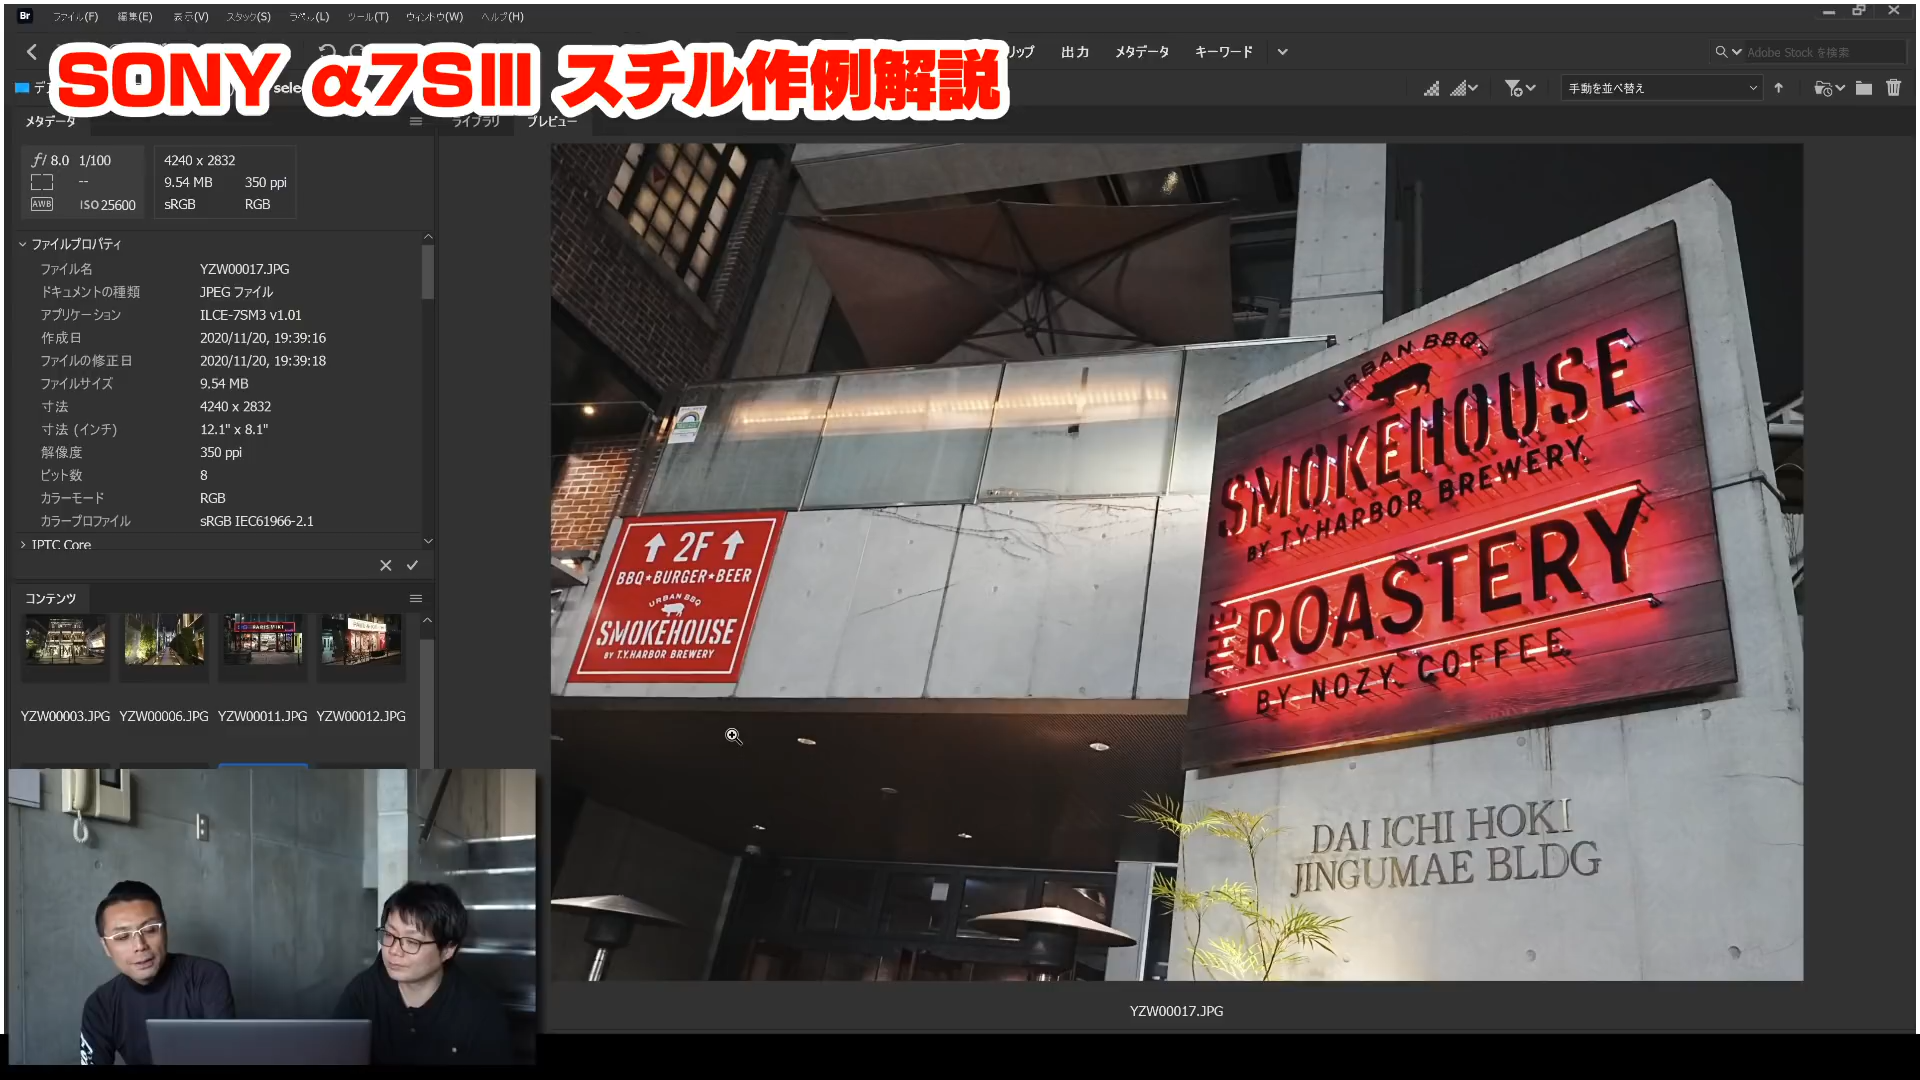 Br ファイル(F) 編集(E) 表示(V) スタック(S) ラベル(L) ツール(T) ウィンドウ(W) ヘルプ(H)
出力 メタデータ キーワード Adobe Stock を検索
SONY α7SⅢ スチル作例解説
手動を並べ替え
メタデータ
ライブラリ プレビュー
f/ 8.0 1/100
--
AWB ISO 25600
4240 x 2832
9.54 MB 350 ppi
sRGB RGB
ファイルプロパティ
ファイル名 YZW00017.JPG
ドキュメントの種類 JPEG ファイル
アプリケーション ILCE-7SM3 v1.01
作成日 2020/11/20, 19:39:16
ファイルの修正日 2020/11/20, 19:39:18
ファイルサイズ 9.54 MB
寸法 4240 x 2832
寸法 (インチ) 12.1" x 8.1"
解像度 350 ppi
ビット数 8
カラーモード RGB
カラープロファイル sRGB IEC61966-2.1
IPTC Core
コンテンツ
YZW00003.JPG YZW00006.JPG YZW00011.JPG YZW00012.JPG
2F
BBQ★BURGER★BEER
URBAN BBQ
SMOKEHOUSE
BY T.Y.HARBOR BREWERY
URBAN BBQ
SMOKEHOUSE
BY T.Y.HARBOR BREWERY
THE ROASTERY
BY NOZY COFFEE
DAI ICHI HOKI
JINGUMAE BLDG
YZW00017.JPG